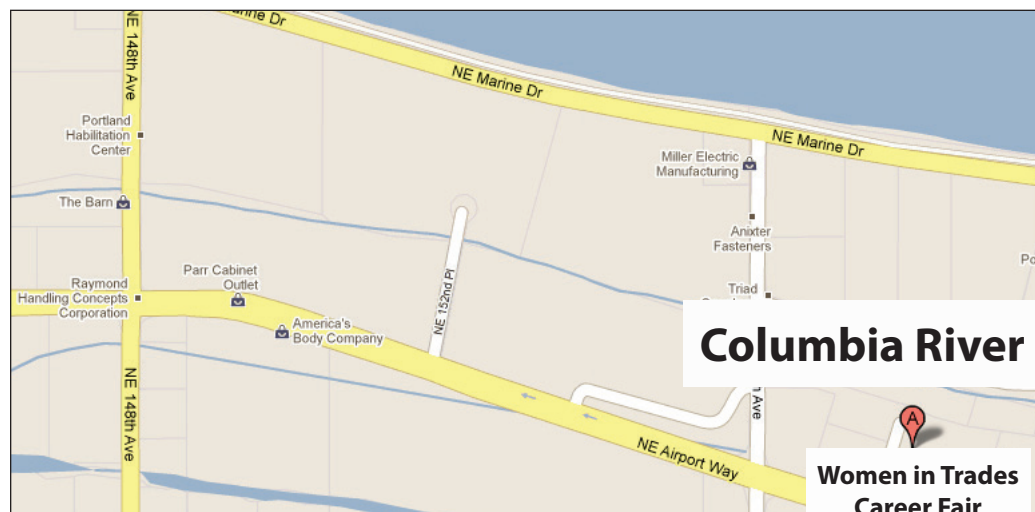 NE 148th Ave
ne Dr
NE Marine Dr
NE Marine Dr
Portland
Habilitation
Center
Miller Electric
Manufacturing
The Barn
Anixter
Fasteners
Parr Cabinet
Outlet
Raymond
Handling Concepts
Corporation
NE 152nd Pl
Triad
America's
Body Company
Columbia River
NE 148th Ave
Ave
A
NE Airport Way
Women in Trades
Career Fair